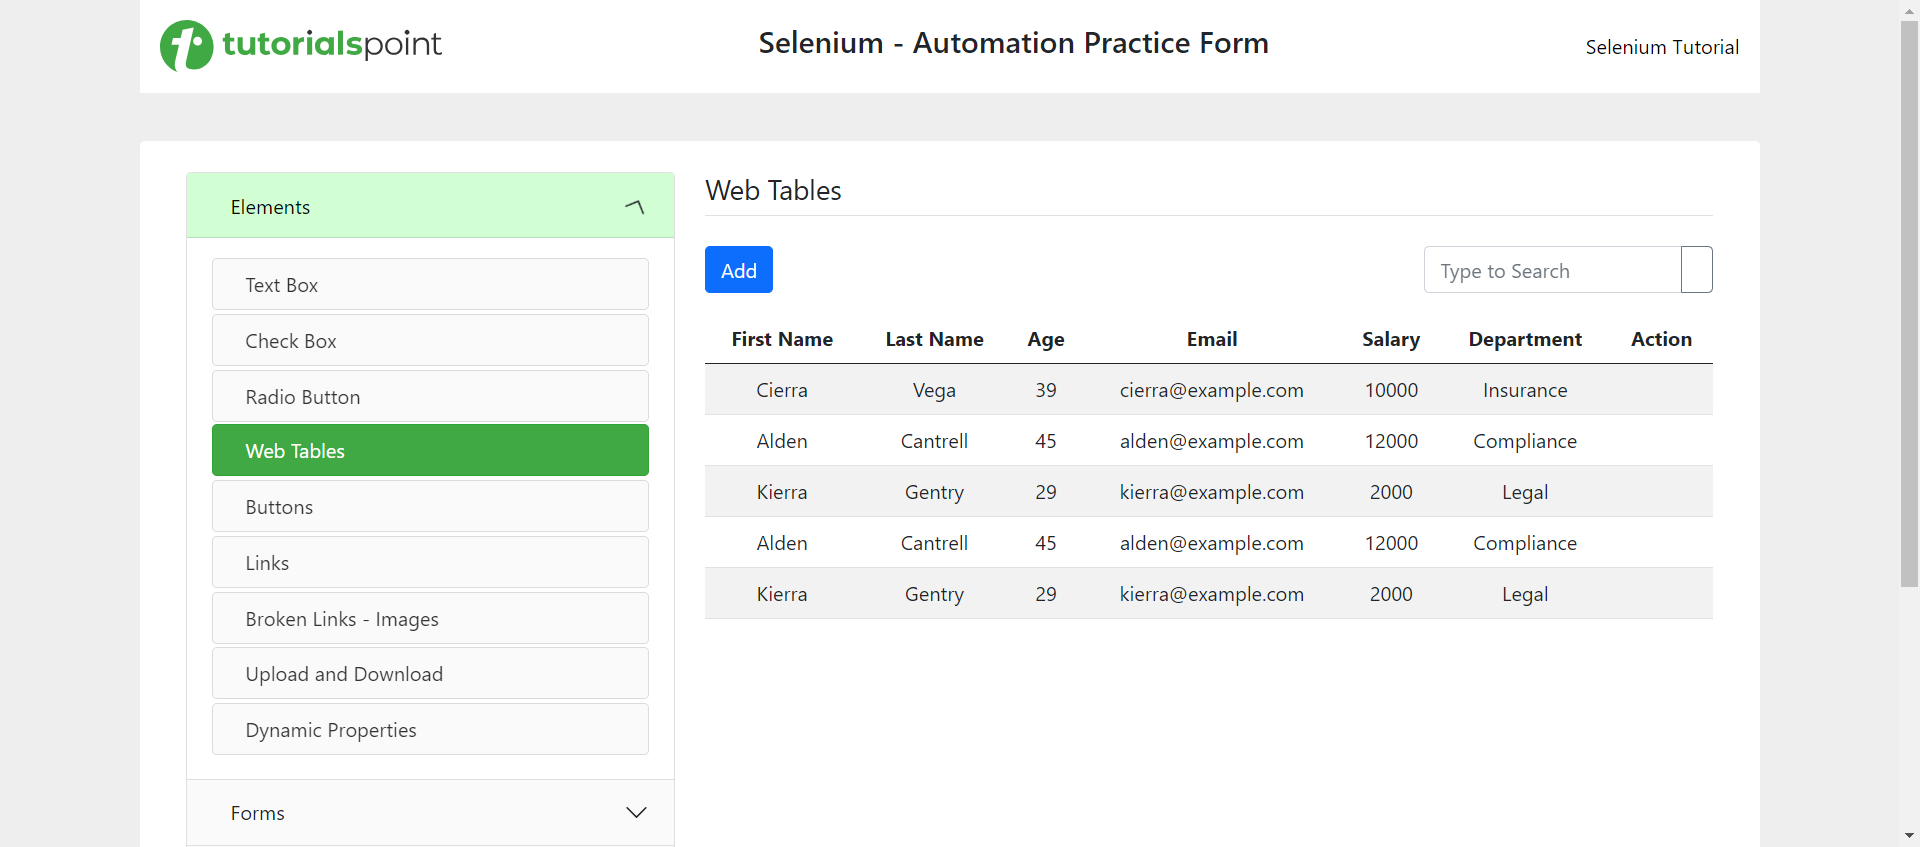 tutorialspoint
Selenium - Automation Practice Form
Selenium Tutorial
Elements
Text Box
Check Box
Radio Button
Web Tables
Buttons
Links
Broken Links - Images
Upload and Download
Dynamic Properties
Forms
Web Tables
Add
Type to Search
First Name Last Name Age Email Salary Department Action
Cierra Vega 39 cierra@example.com 10000 Insurance
Alden Cantrell 45 alden@example.com 12000 Compliance
Kierra Gentry 29 kierra@example.com 2000 Legal
Alden Cantrell 45 alden@example.com 12000 Compliance
Kierra Gentry 29 kierra@example.com 2000 Legal